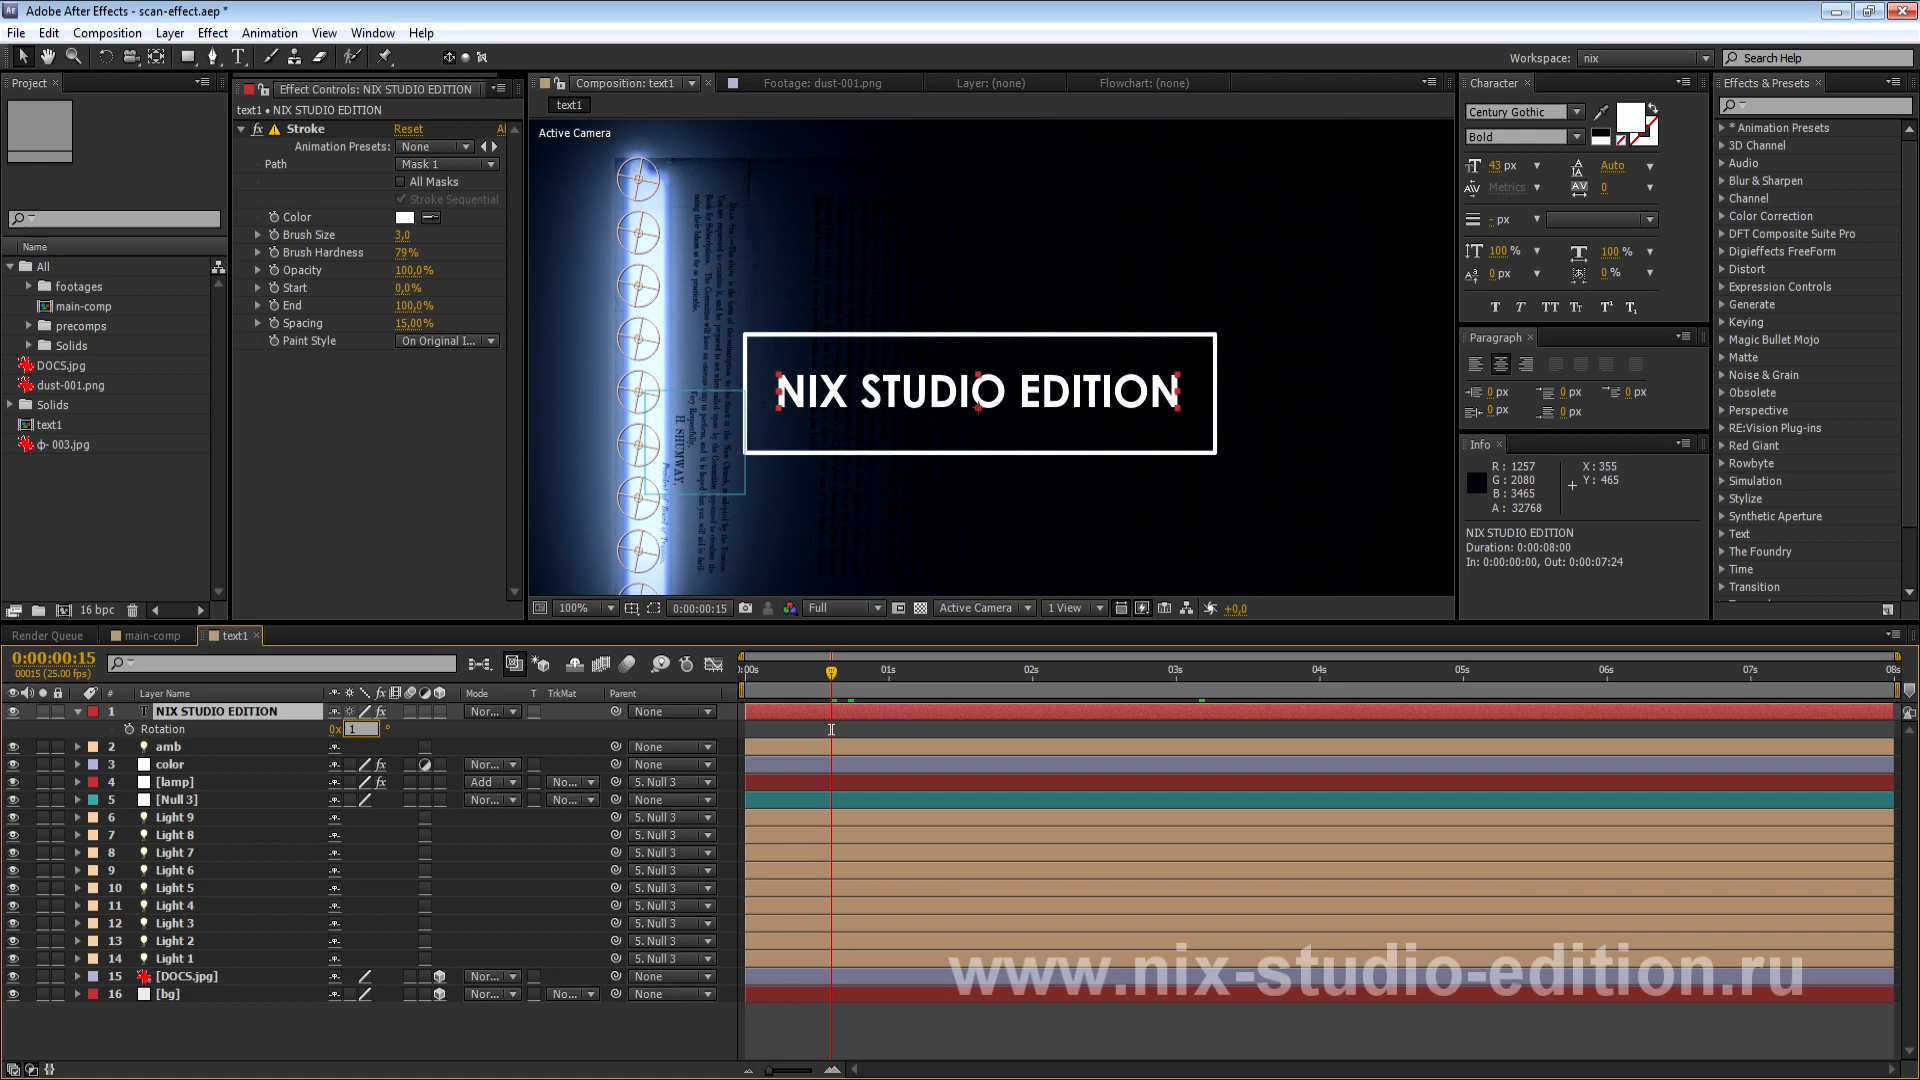 Adobe After Effects - scan-effect.aep *
File Edit Composition Layer Effect Animation View Window Help
Workspace: nix Search Help
Project
Name
All
footages
main-comp
precomps
Solids
DOCS.jpg
dust-001.png
Solids
text1
ф- 003.jpg
16 bpc
Effect Controls: NIX STUDIO EDITION
text1 • NIX STUDIO EDITION
fx Stroke Reset
Animation Presets: None
Path Mask 1
All Masks
Stroke Sequential
Color
Brush Size 3,0
Brush Hardness 79%
Opacity 100,0%
Start 0,0%
End 100,0%
Spacing 15,00%
Paint Style On Original I...
Composition: text1 Footage: dust-001.png Layer: (none) Flowchart: (none)
text1
Active Camera
NIX STUDIO EDITION
H. SHUMWAY,
100% 0:00:00:15 Full Active Camera 1 View +0,0
Character
Century Gothic
Bold
43 px Auto
Metrics 0
- px
100 % 100 %
0 px 0 %
Paragraph
0 px 0 px 0 px
0 px 0 px
Info
R : 1257 X : 355
G : 2080 Y : 465
B : 3465
A : 32768
NIX STUDIO EDITION
Duration: 0:00:08:00
In: 0:00:00:00, Out: 0:00:07:24
Effects & Presets
* Animation Presets
3D Channel
Audio
Blur & Sharpen
Channel
Color Correction
DFT Composite Suite Pro
Digieffects FreeForm
Distort
Expression Controls
Generate
Keying
Magic Bullet Mojo
Matte
Noise & Grain
Obsolete
Perspective
RE:Vision Plug-ins
Red Giant
Rowbyte
Simulation
Stylize
Synthetic Aperture
Text
The Foundry
Time
Transition
Render Queue main-comp text1
0:00:00:15
00015 (25.00 fps)
:00s 01s 02s 03s 04s 05s 06s 07s 08s
# Layer Name Mode T TrkMat Parent
1 NIX STUDIO EDITION Nor... None
Rotation 0x 1 °
2 amb None
3 color Nor... None
4 [lamp] Add No... 5. Null 3
5 [Null 3] Nor... No... None
6 Light 9 5. Null 3
7 Light 8 5. Null 3
8 Light 7 5. Null 3
9 Light 6 5. Null 3
10 Light 5 5. Null 3
11 Light 4 5. Null 3
12 Light 3 5. Null 3
13 Light 2 5. Null 3
14 Light 1 5. Null 3
15 [DOCS.jpg] Nor... None
16 [bg] Nor... No... None
www.nix-studio-edition.ru